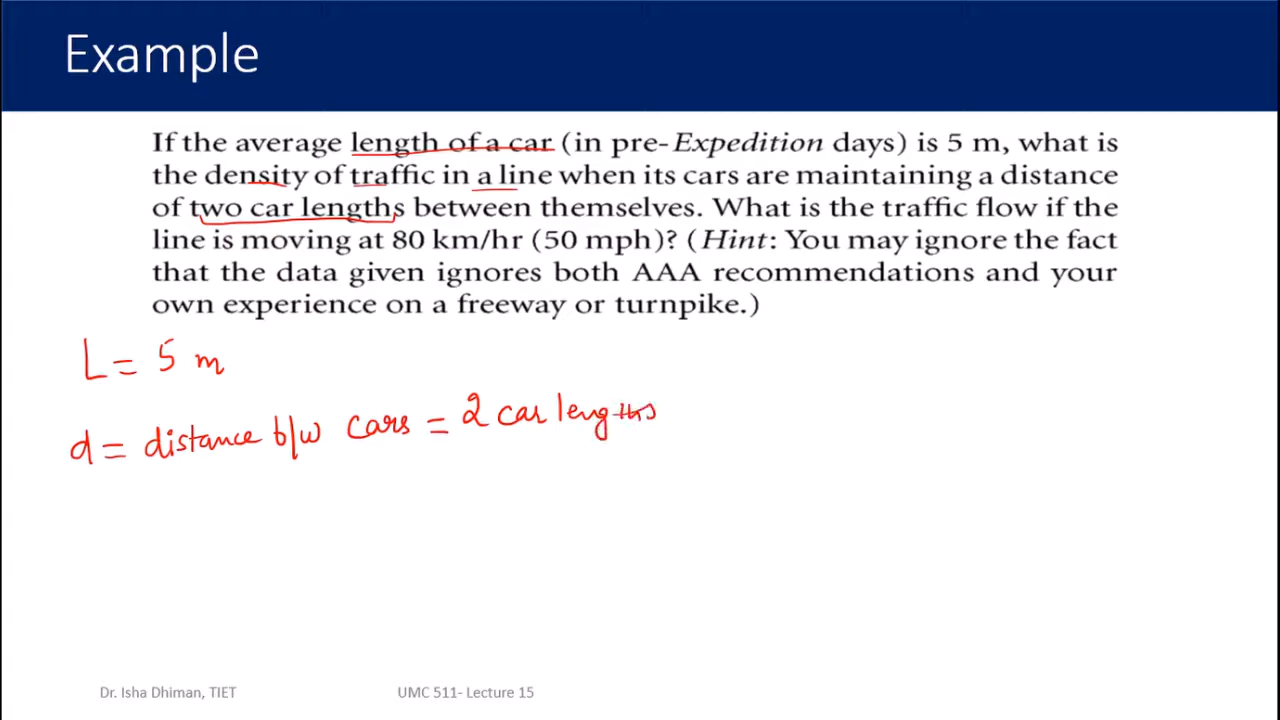 Example
If the average length of a car (in pre-Expedition days) is 5 m, what is
the density of traffic in a line when its cars are maintaining a distance
of two car lengths between themselves. What is the traffic flow if the
line is moving at 80 km/hr (50 mph)? (Hint: You may ignore the fact
that the data given ignores both AAA recommendations and your
own experience on a freeway or turnpike.)
L = 5 m
d = distance b/w cars = 2 car lengths
Dr. Isha Dhiman, TIET
UMC 511- Lecture 15